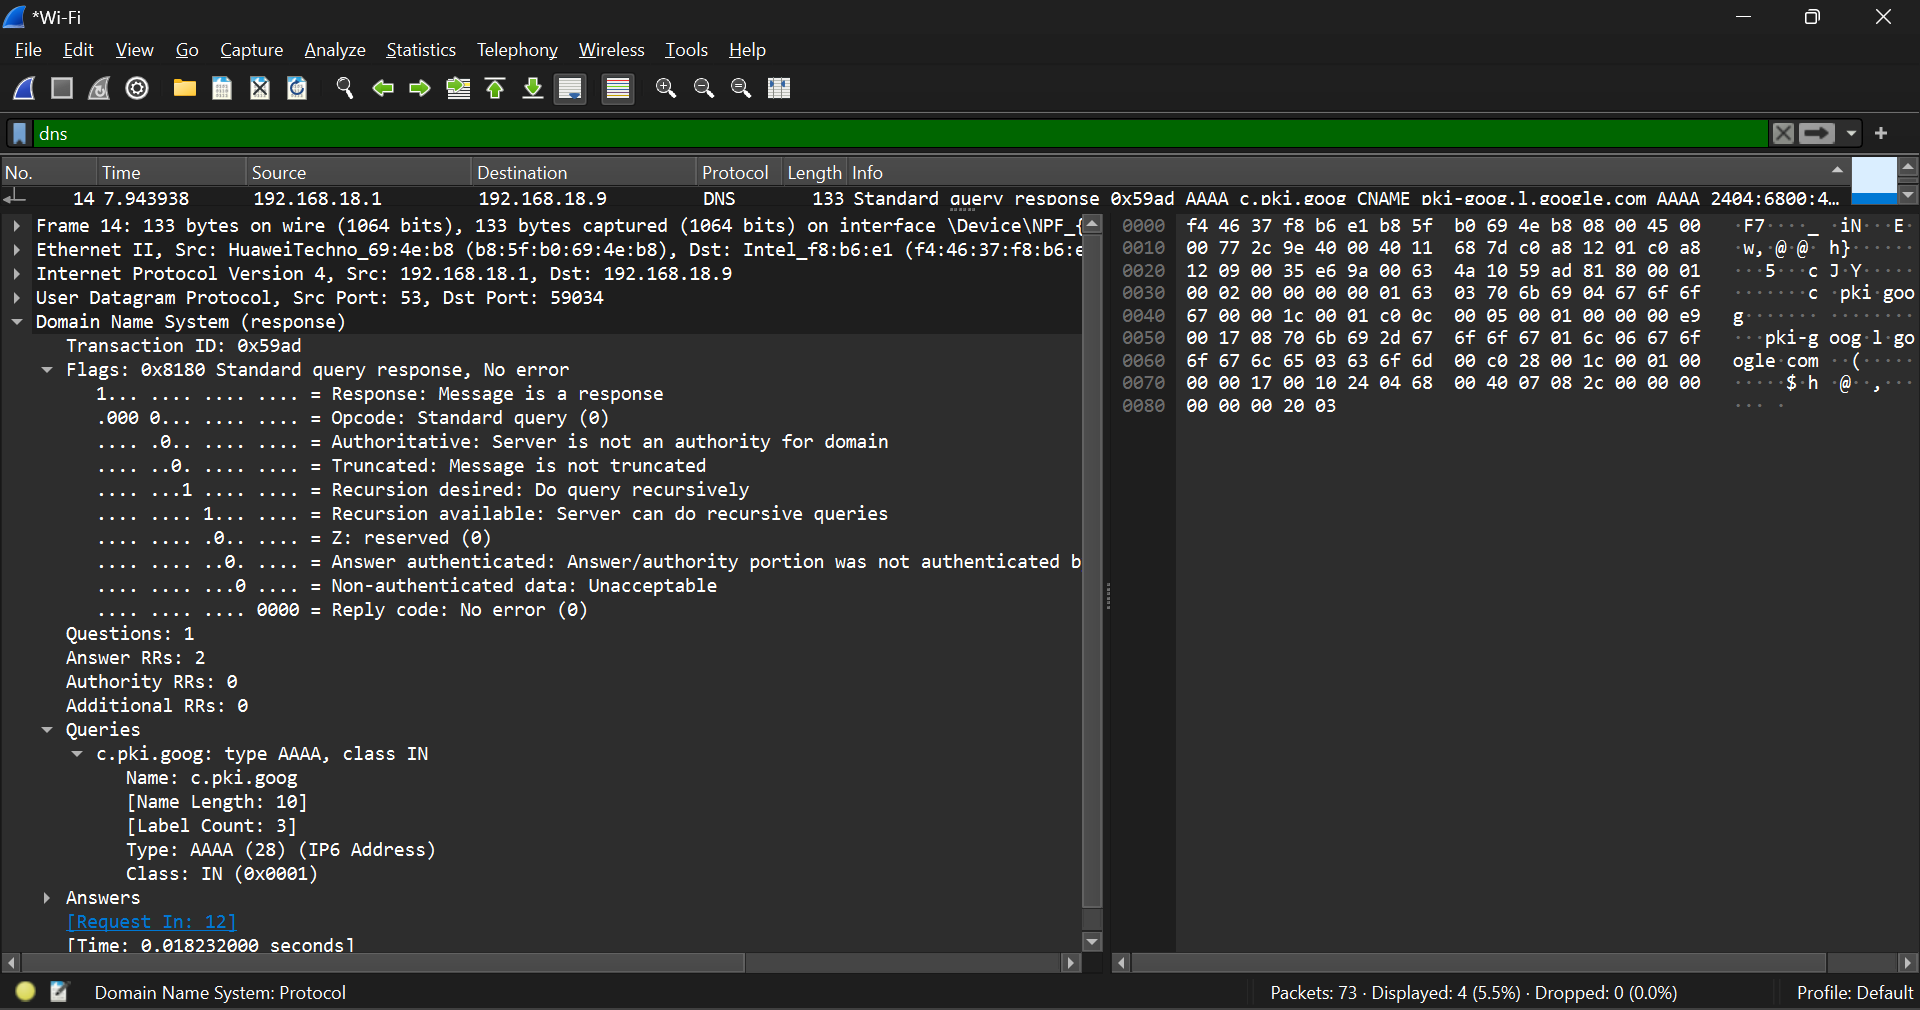 *Wi-Fi
File Edit View Go Capture Analyze Statistics Telephony Wireless Tools Help
dns
No. Time Source Destination Protocol Length Info
14 7.943938 192.168.18.1 192.168.18.9 DNS 133 Standard query response 0x59ad AAAA c.pki.goog CNAME pki-goog.l.google.com AAAA 2404:6800:4…
Frame 14: 133 bytes on wire (1064 bits), 133 bytes captured (1064 bits) on interface \Device\NPF_{
Ethernet II, Src: HuaweiTechno_69:4e:b8 (b8:5f:b0:69:4e:b8), Dst: Intel_f8:b6:e1 (f4:46:37:f8:b6:e
Internet Protocol Version 4, Src: 192.168.18.1, Dst: 192.168.18.9
User Datagram Protocol, Src Port: 53, Dst Port: 59034
Domain Name System (response)
Transaction ID: 0x59ad
Flags: 0x8180 Standard query response, No error
1... .... .... .... = Response: Message is a response
.000 0... .... .... = Opcode: Standard query (0)
.... .0.. .... .... = Authoritative: Server is not an authority for domain
.... ..0. .... .... = Truncated: Message is not truncated
.... ...1 .... .... = Recursion desired: Do query recursively
.... .... 1... .... = Recursion available: Server can do recursive queries
.... .... .0.. .... = Z: reserved (0)
.... .... ..0. .... = Answer authenticated: Answer/authority portion was not authenticated b
.... .... ...0 .... = Non-authenticated data: Unacceptable
.... .... .... 0000 = Reply code: No error (0)
Questions: 1
Answer RRs: 2
Authority RRs: 0
Additional RRs: 0
Queries
c.pki.goog: type AAAA, class IN
Name: c.pki.goog
[Name Length: 10]
[Label Count: 3]
Type: AAAA (28) (IP6 Address)
Class: IN (0x0001)
Answers
[Request In: 12]
[Time: 0.018232000 seconds]
0000 f4 46 37 f8 b6 e1 b8 5f b0 69 4e b8 08 00 45 00 ·F7····_ ·iN···E·
0010 00 77 2c 9e 40 00 40 11 68 7d c0 a8 12 01 c0 a8 ·w,·@·@· h}······
0020 12 09 00 35 e6 9a 00 63 4a 10 59 ad 81 80 00 01 ···5···c J·Y·····
0030 00 02 00 00 00 00 01 63 03 70 6b 69 04 67 6f 6f ·······c ·pki·goo
0040 67 00 00 1c 00 01 c0 0c 00 05 00 01 00 00 00 e9 g······· ········
0050 00 17 08 70 6b 69 2d 67 6f 6f 67 01 6c 06 67 6f ···pki-g oog·l·go
0060 6f 67 6c 65 03 63 6f 6d 00 c0 28 00 1c 00 01 00 ogle·com ··(·····
0070 00 00 17 00 10 24 04 68 00 40 07 08 2c 00 00 00 ·····$·h ·@··,···
0080 00 00 00 20 03 ··· ·
Domain Name System: Protocol
Packets: 73 · Displayed: 4 (5.5%) · Dropped: 0 (0.0%)
Profile: Default